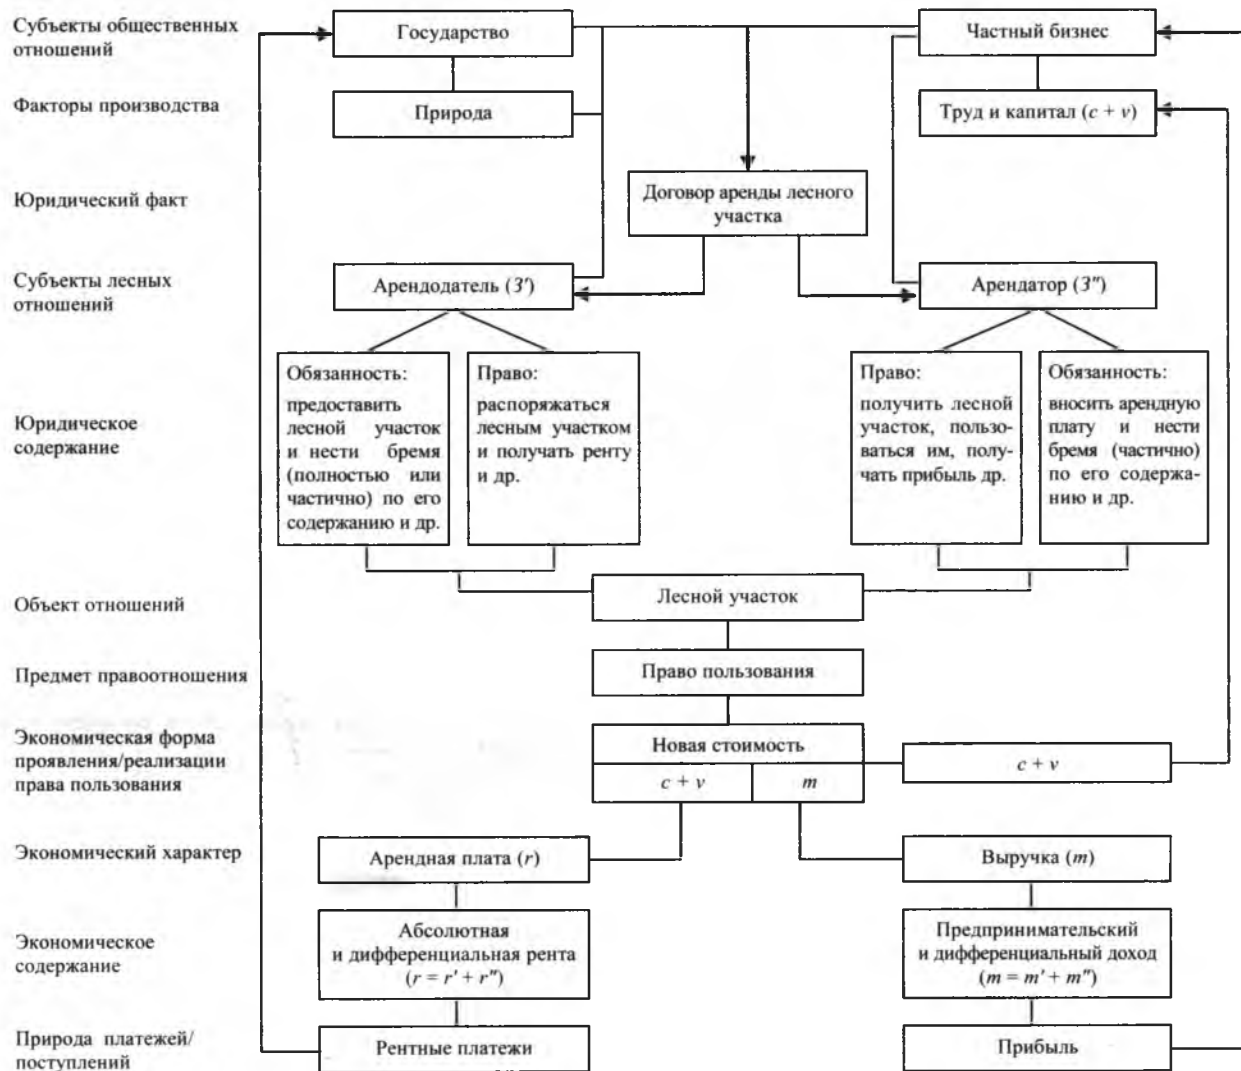 Субъекты общественных
отношений
Государство
Частный бизнес
Факторы производства
Природа
Труд и капитал (c + v)
Юридический факт
Договор аренды лесного
участка
Субъекты лесных
отношений
Арендодатель (З′)
Арендатор (З″)
Юридическое
содержание
Обязанность:
предоставить
лесной участок
и нести бремя
(полностью или
частично) по его
содержанию и др.
Право:
распоряжаться
лесным участком
и получать ренту
и др.
Право:
получить лесной
участок, пользо-
ваться им, полу-
чать прибыль др.
Обязанность:
вносить арендную
плату и нести
бремя (частично)
по его содержа-
нию и др.
Объект отношений
Лесной участок
Предмет правоотношения
Право пользования
Экономическая форма
проявления/реализации
права пользования
Новая стоимость
c + v
m
c + v
Экономический характер
Арендная плата (r)
Выручка (m)
Экономическое
содержание
Абсолютная
и дифференциальная рента
(r = r′ + r″)
Предпринимательский
и дифференциальный доход
(m = m′ + m″)
Природа платежей/
поступлений
Рентные платежи
Прибыль